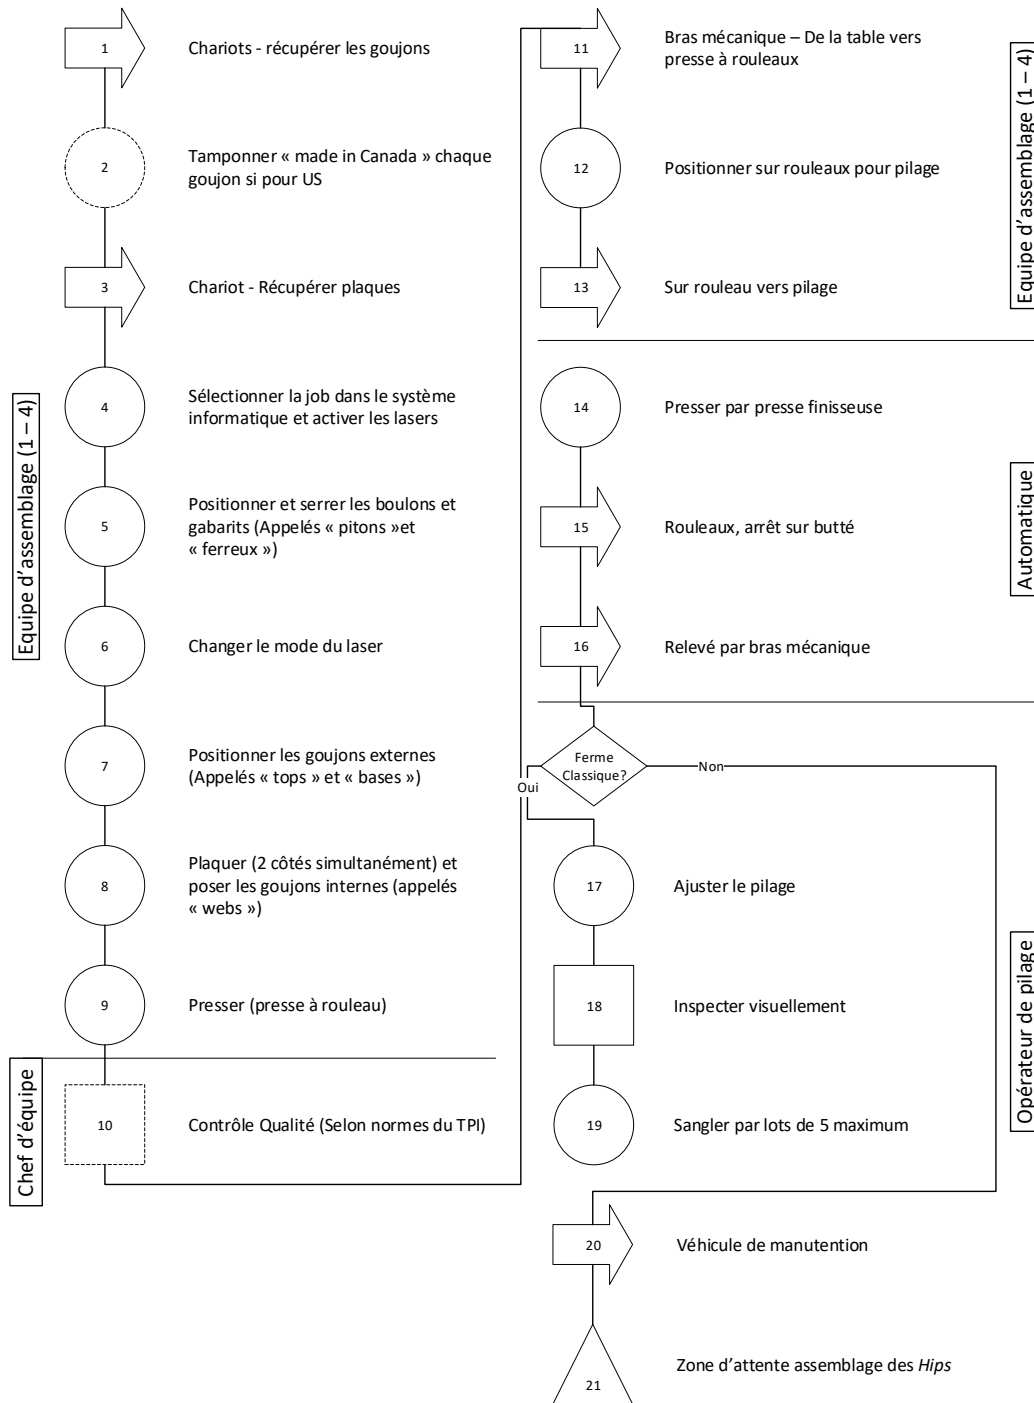 Equipe d'assemblage (1 – 4)
1
Chariots - récupérer les goujons
2
Tamponner « made in Canada » chaque
goujon si pour US
3
Chariot - Récupérer plaques
4
Sélectionner la job dans le système
informatique et activer les lasers
5
Positionner et serrer les boulons et
gabarits (Appelés « pitons »et
« ferreux »)
6
Changer le mode du laser
7
Positionner les goujons externes
(Appelés « tops » et « bases »)
8
Plaquer (2 côtés simultanément) et
poser les goujons internes (appelés
« webs »)
9
Presser (presse à rouleau)
Chef d'équipe
10
Contrôle Qualité (Selon normes du TPI)
Equipe d'assemblage (1 – 4)
11
Bras mécanique – De la table vers
presse à rouleaux
12
Positionner sur rouleaux pour pilage
13
Sur rouleau vers pilage
Automatique
14
Presser par presse finisseuse
15
Rouleaux, arrêt sur butté
16
Relevé par bras mécanique
Ferme
Classique?
Non
Oui
Opérateur de pilage
17
Ajuster le pilage
18
Inspecter visuellement
19
Sangler par lots de 5 maximum
20
Véhicule de manutention
21
Zone d'attente assemblage des Hips